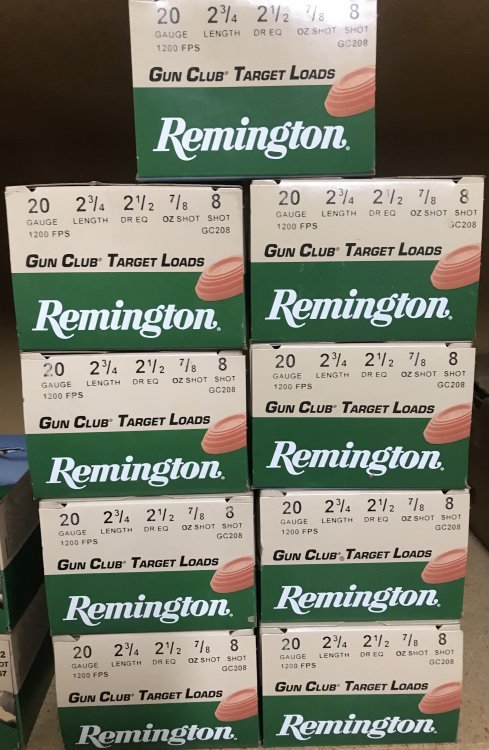 20 2 3/4 2 1/2 7/8 8
GAUGE LENGTH DR EQ OZ SHOT SHOT
1200 FPS GC208
GUN CLUB® TARGET LOADS
Remington®
20 2 3/4 2 1/2 7/8 8
GAUGE LENGTH DR EQ OZ SHOT SHOT
1200 FPS GC208
GUN CLUB® TARGET LOADS
Remington®
20 2 3/4 2 1/2 7/8 8
GAUGE LENGTH DR EQ OZ SHOT SHOT
1200 FPS GC208
GUN CLUB® TARGET LOADS
Remington®
20 2 3/4 2 1/2 7/8 8
GAUGE LENGTH DR EQ OZ SHOT SHOT
1200 FPS GC208
GUN CLUB® TARGET LOADS
Remington®
20 2 3/4 2 1/2 7/8 8
GAUGE LENGTH DR EQ OZ SHOT SHOT
1200 FPS GC208
GUN CLUB® TARGET LOADS
Remington®
20 2 3/4 2 1/2 7/8 8
GAUGE LENGTH DR EQ OZ SHOT SHOT
1200 FPS GC208
GUN CLUB® TARGET LOADS
Remington®
20 2 3/4 2 1/2 7/8 8
GAUGE LENGTH DR EQ OZ SHOT SHOT
1200 FPS GC208
GUN CLUB® TARGET LOADS
Remington®
20 2 3/4 2 1/2 7/8 8
GAUGE LENGTH DR EQ OZ SHOT SHOT
1200 FPS GC208
GUN CLUB® TARGET LOADS
Remington®
20 2 3/4 2 1/2 7/8 8
GAUGE LENGTH DR EQ OZ SHOT SHOT
1200 FPS GC208
GUN CLUB® TARGET LOADS
Remington®